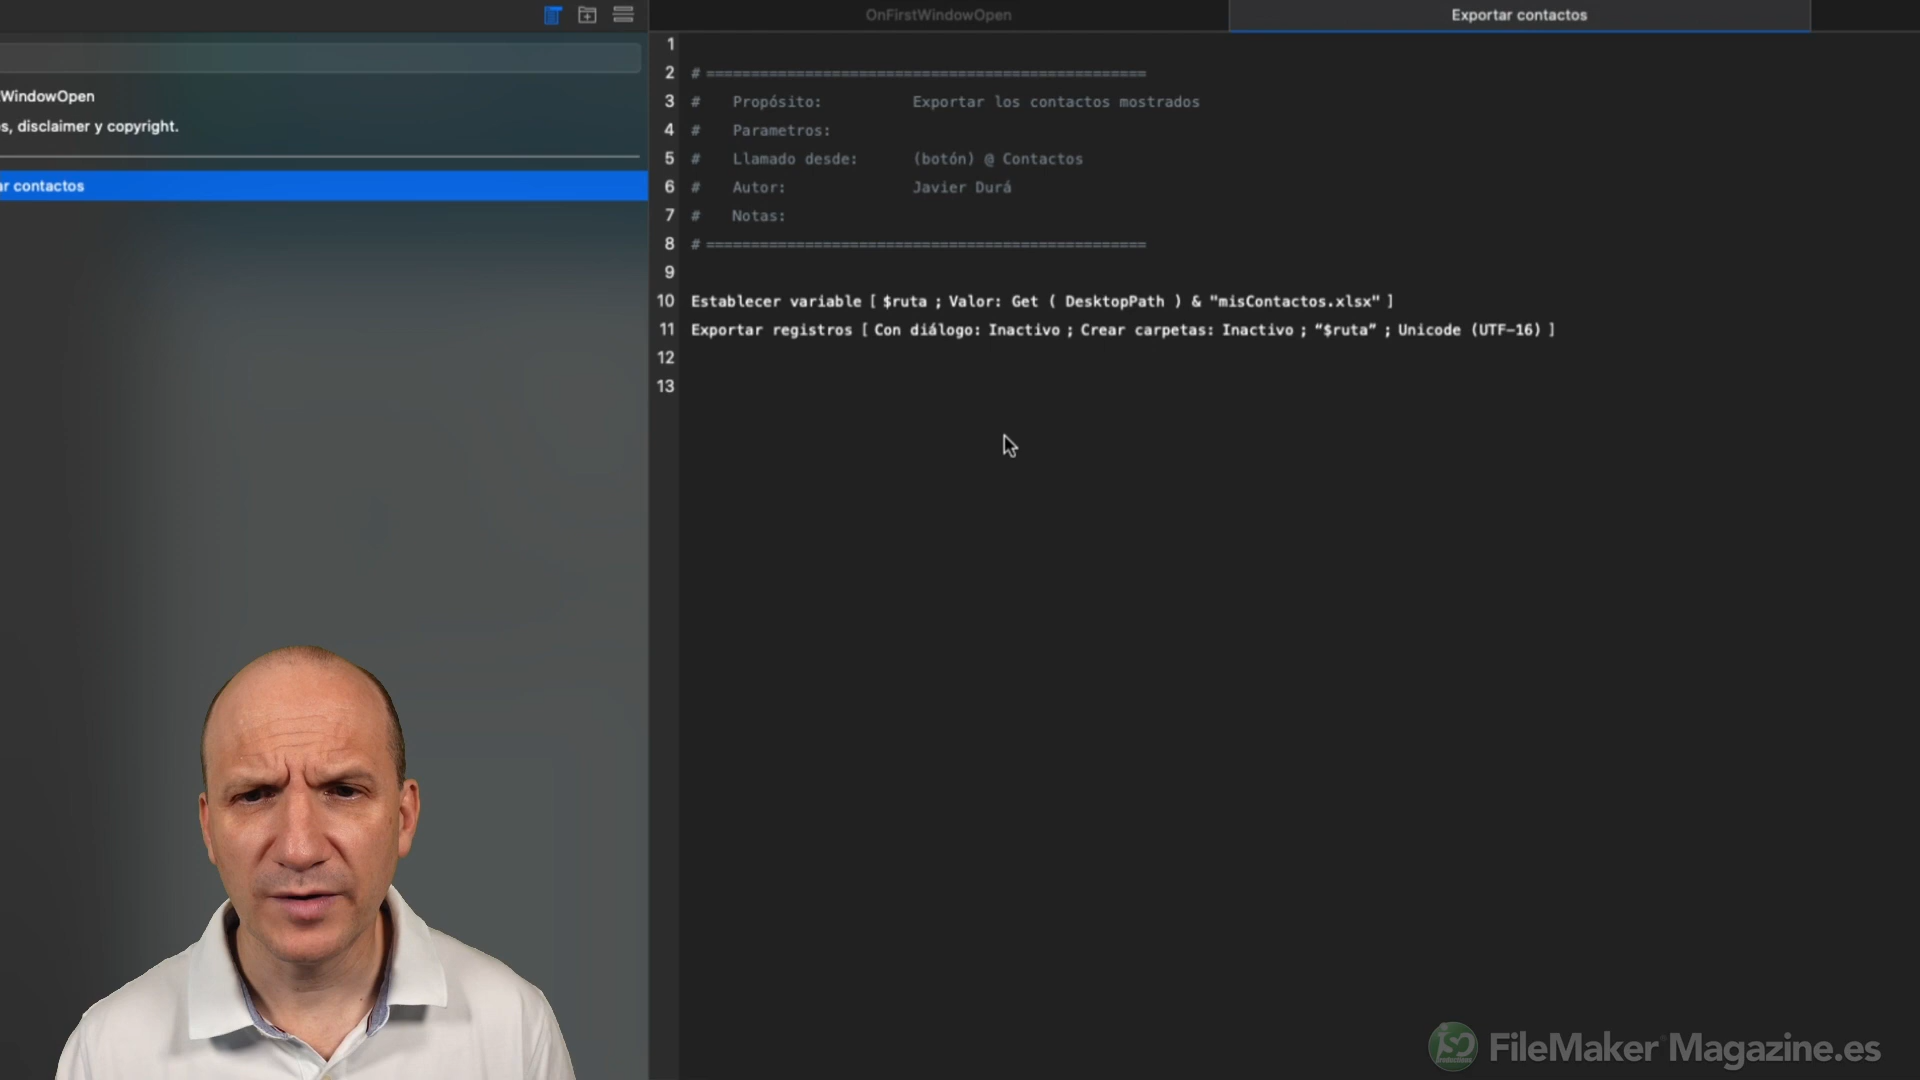 OnFirstWindowOpen
Exportar contactos
WindowOpen
s, disclaimer y copyright.
ar contactos
1
2 # =================================================
3 # Propósito: Exportar los contactos mostrados
4 # Parametros:
5 # Llamado desde: (botón) @ Contactos
6 # Autor: Javier Durá
7 # Notas:
8 # =================================================
9
10 Establecer variable [ $ruta ; Valor: Get ( DesktopPath ) & "misContactos.xlsx" ]
11 Exportar registros [ Con diálogo: Inactivo ; Crear carpetas: Inactivo ; “$ruta” ; Unicode (UTF-16) ]
12
13
FileMaker Magazine.es